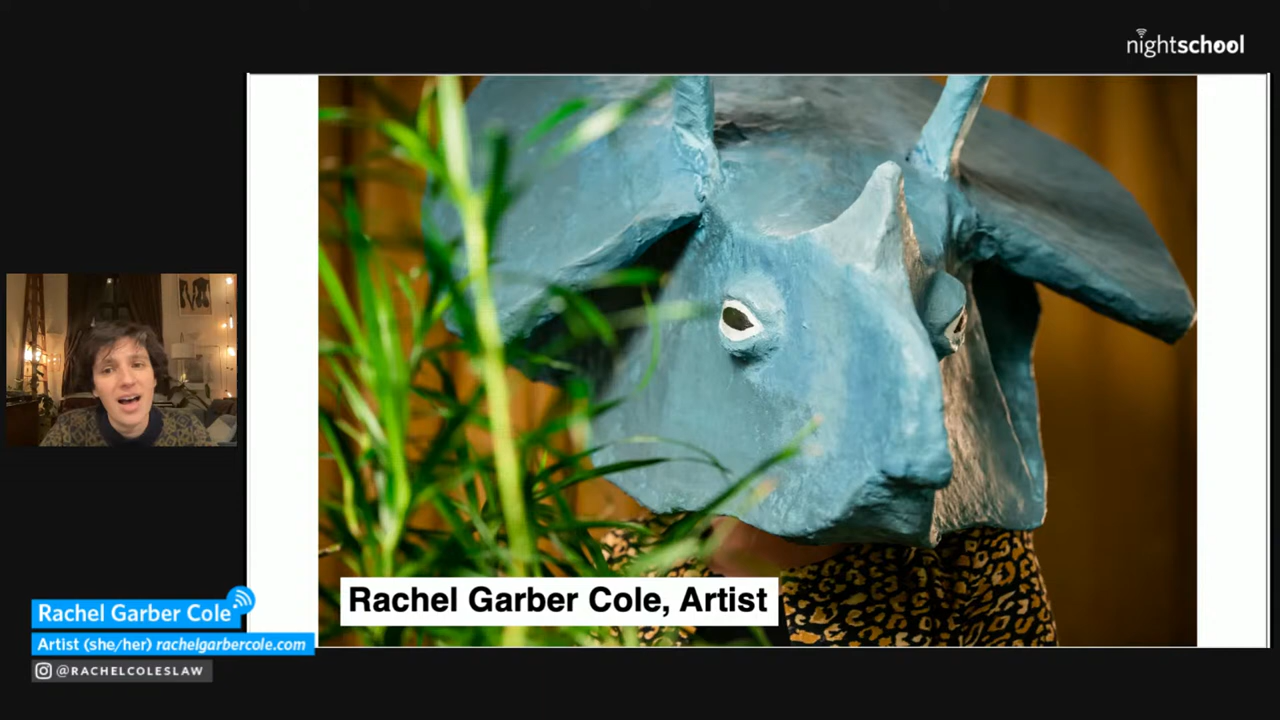 nightschool
Rachel Garber Cole, Artist
Rachel Garber Cole
Artist (she/her) rachelgarbercole.com
@RACHELCOLESLAW